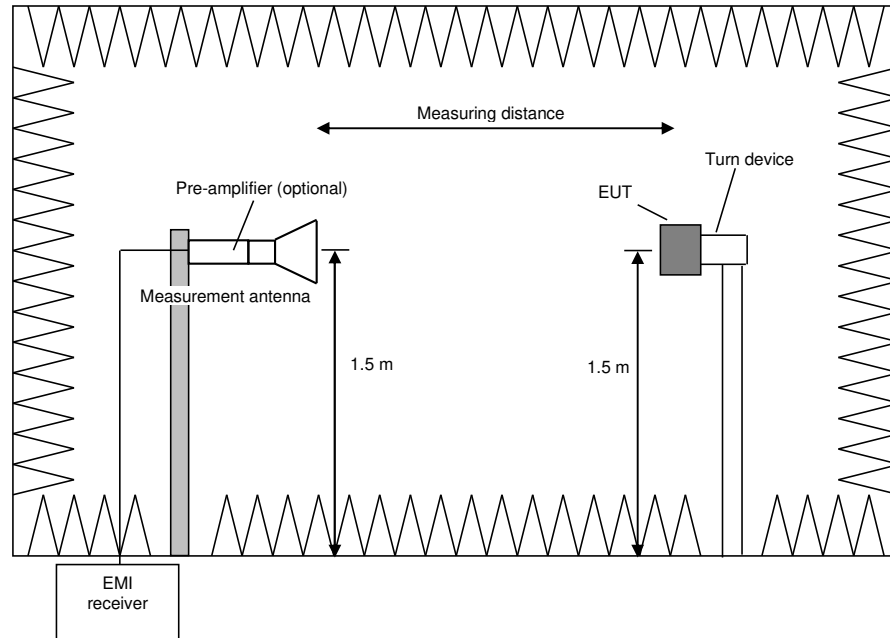 Measuring distance
Turn device
Pre-amplifier (optional)
EUT
Measurement antenna
1.5 m
1.5 m
EMI
receiver